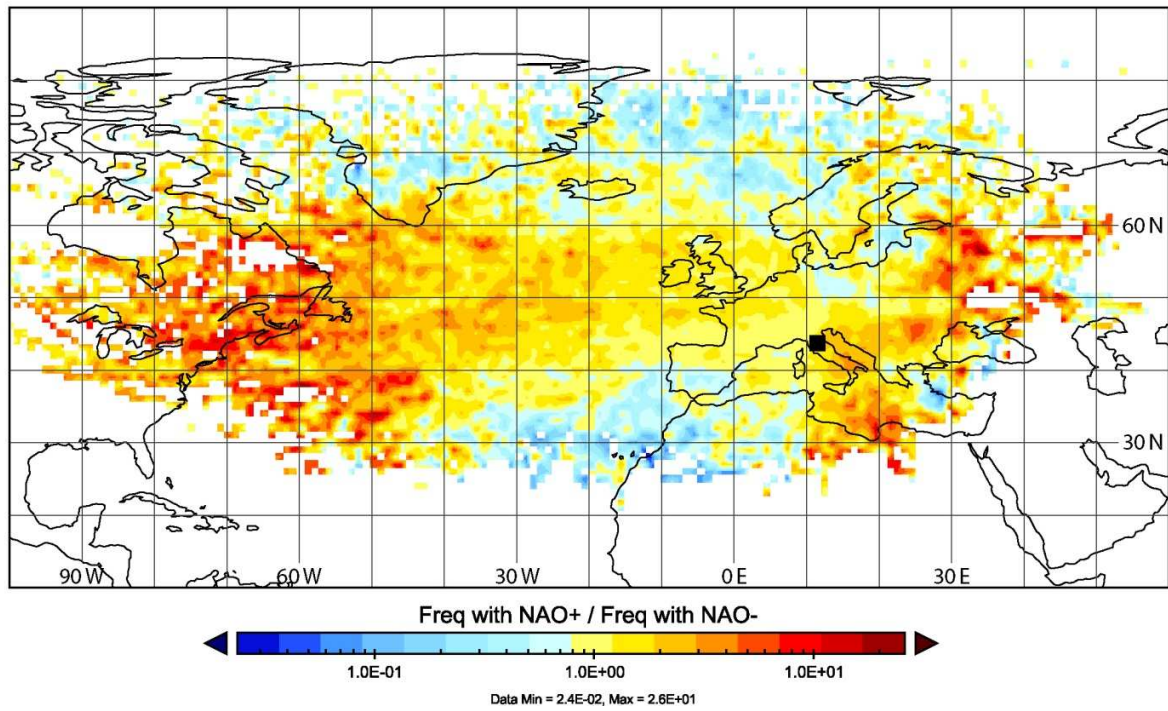 60 N
30 N
90 W 60 W 30 W 0 E 30 E
Freq with NAO+ / Freq with NAO-
1.0E-01 1.0E+00 1.0E+01
Data Min = 2.4E-02, Max = 2.6E+01